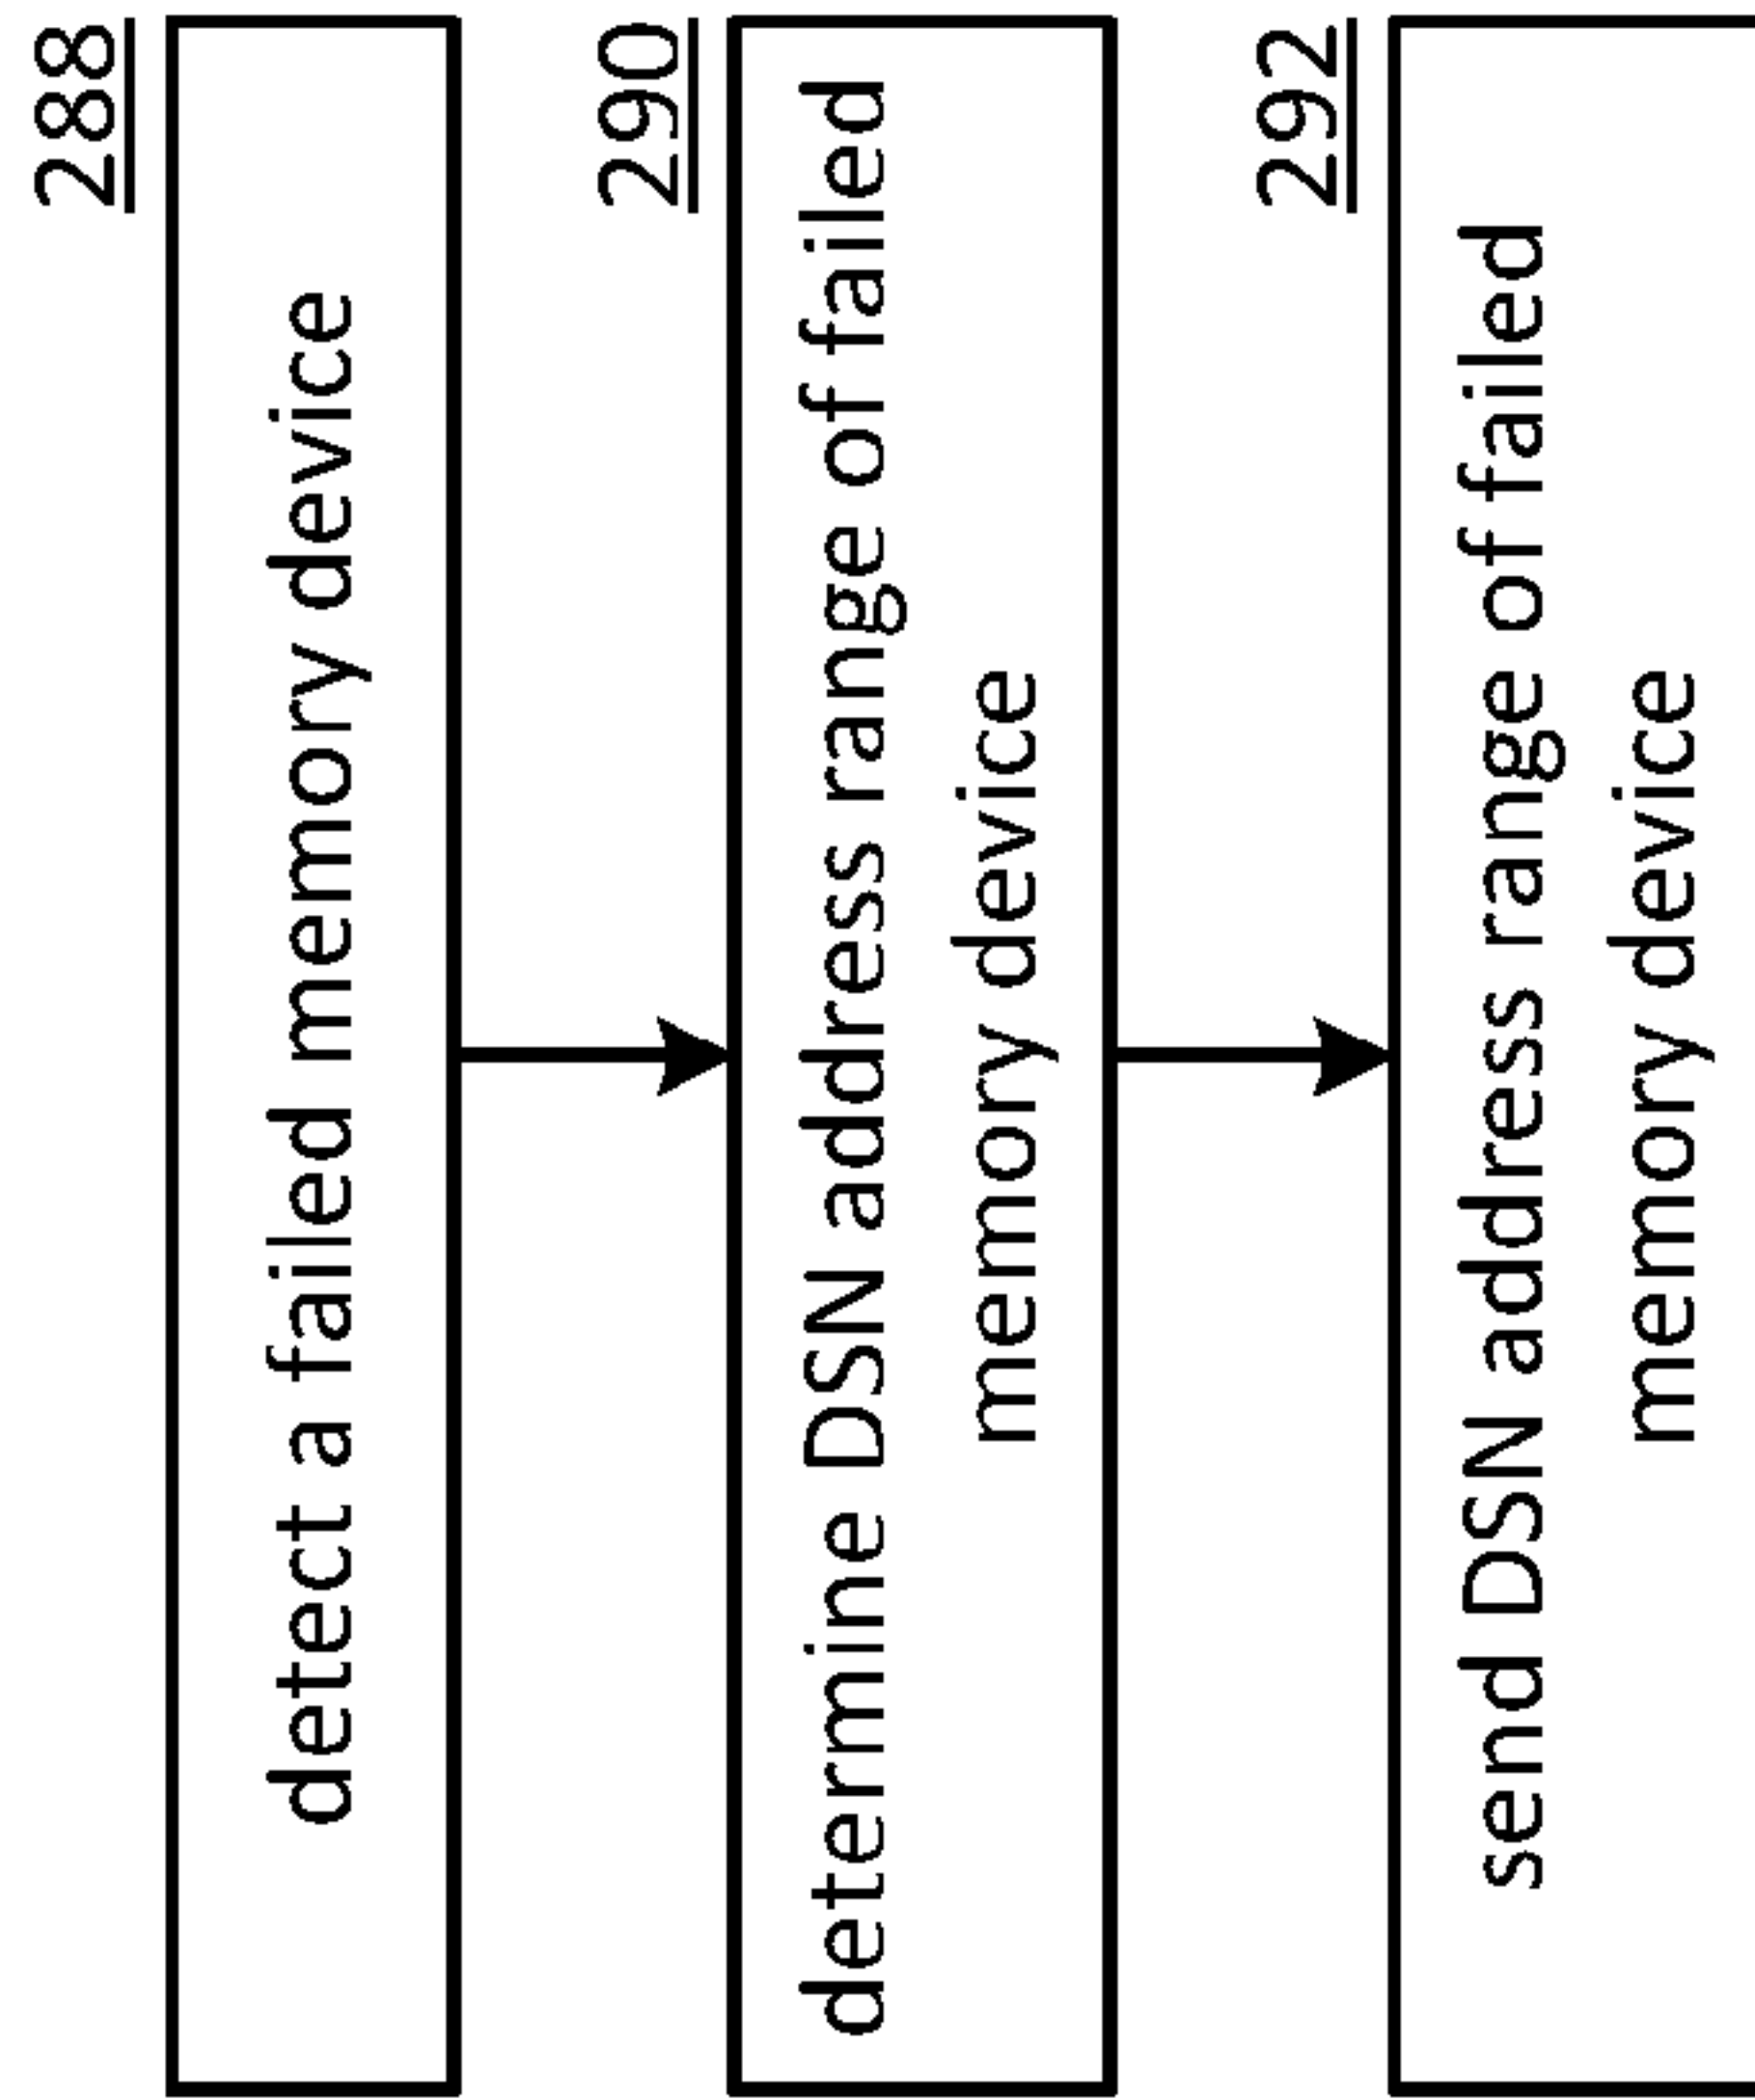 288
detect a failed memory device
290
determine DSN address range of failed
memory device
292
send DSN address range of failed
memory device